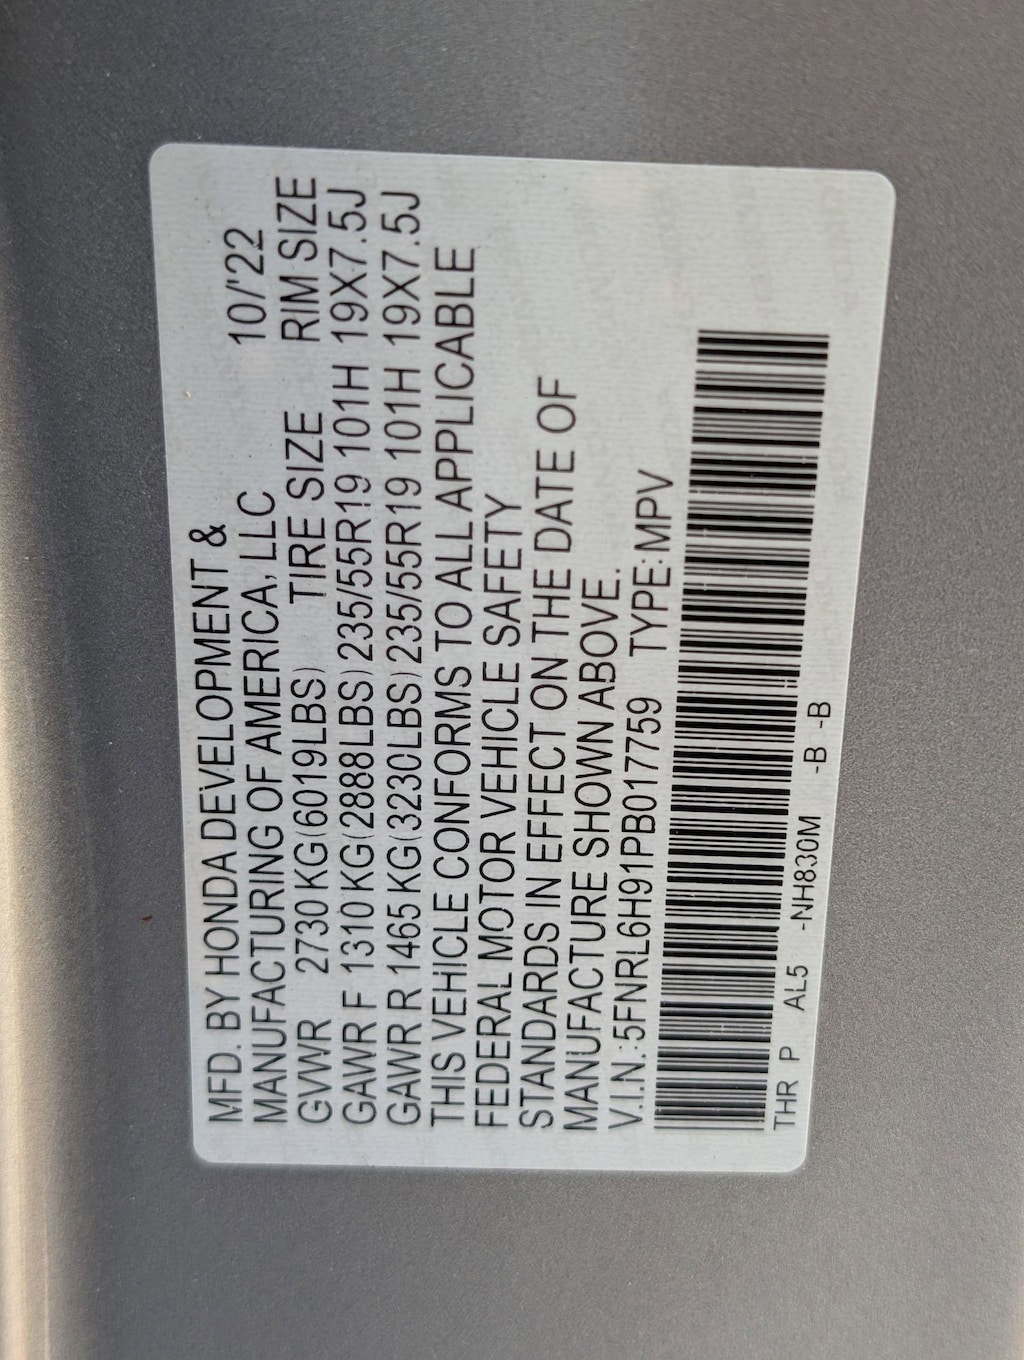 MFD. BY HONDA DEVELOPMENT &
MANUFACTURING OF AMERICA, LLC 10/'22
GVWR 2730 KG(6019LBS) TIRE SIZE RIM SIZE
GAWR F 1310 KG(2888LBS) 235/55R19 101H 19X7.5J
GAWR R 1465 KG(3230LBS) 235/55R19 101H 19X7.5J
THIS VEHICLE CONFORMS TO ALL APPLICABLE
FEDERAL MOTOR VEHICLE SAFETY
STANDARDS IN EFFECT ON THE DATE OF
MANUFACTURE SHOWN ABOVE.
V.I.N.:5FNRL6H91PB017759 TYPE:MPV
THR P AL5 -NH830M -B -B